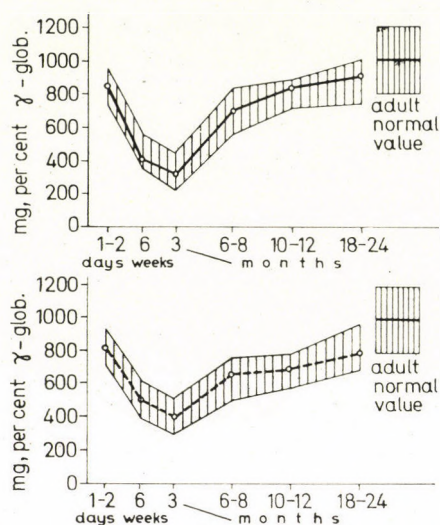 mg, per cent γ-glob.
1200
1000
800
600
400
200
0
1-2 6 3 6-8 10-12 18-24
days weeks months
adult
normal
value
mg, per cent γ-glob.
1200
1000
800
600
400
200
0
1-2 6 3 6-8 10-12 18-24
days weeks months
adult
normal
value